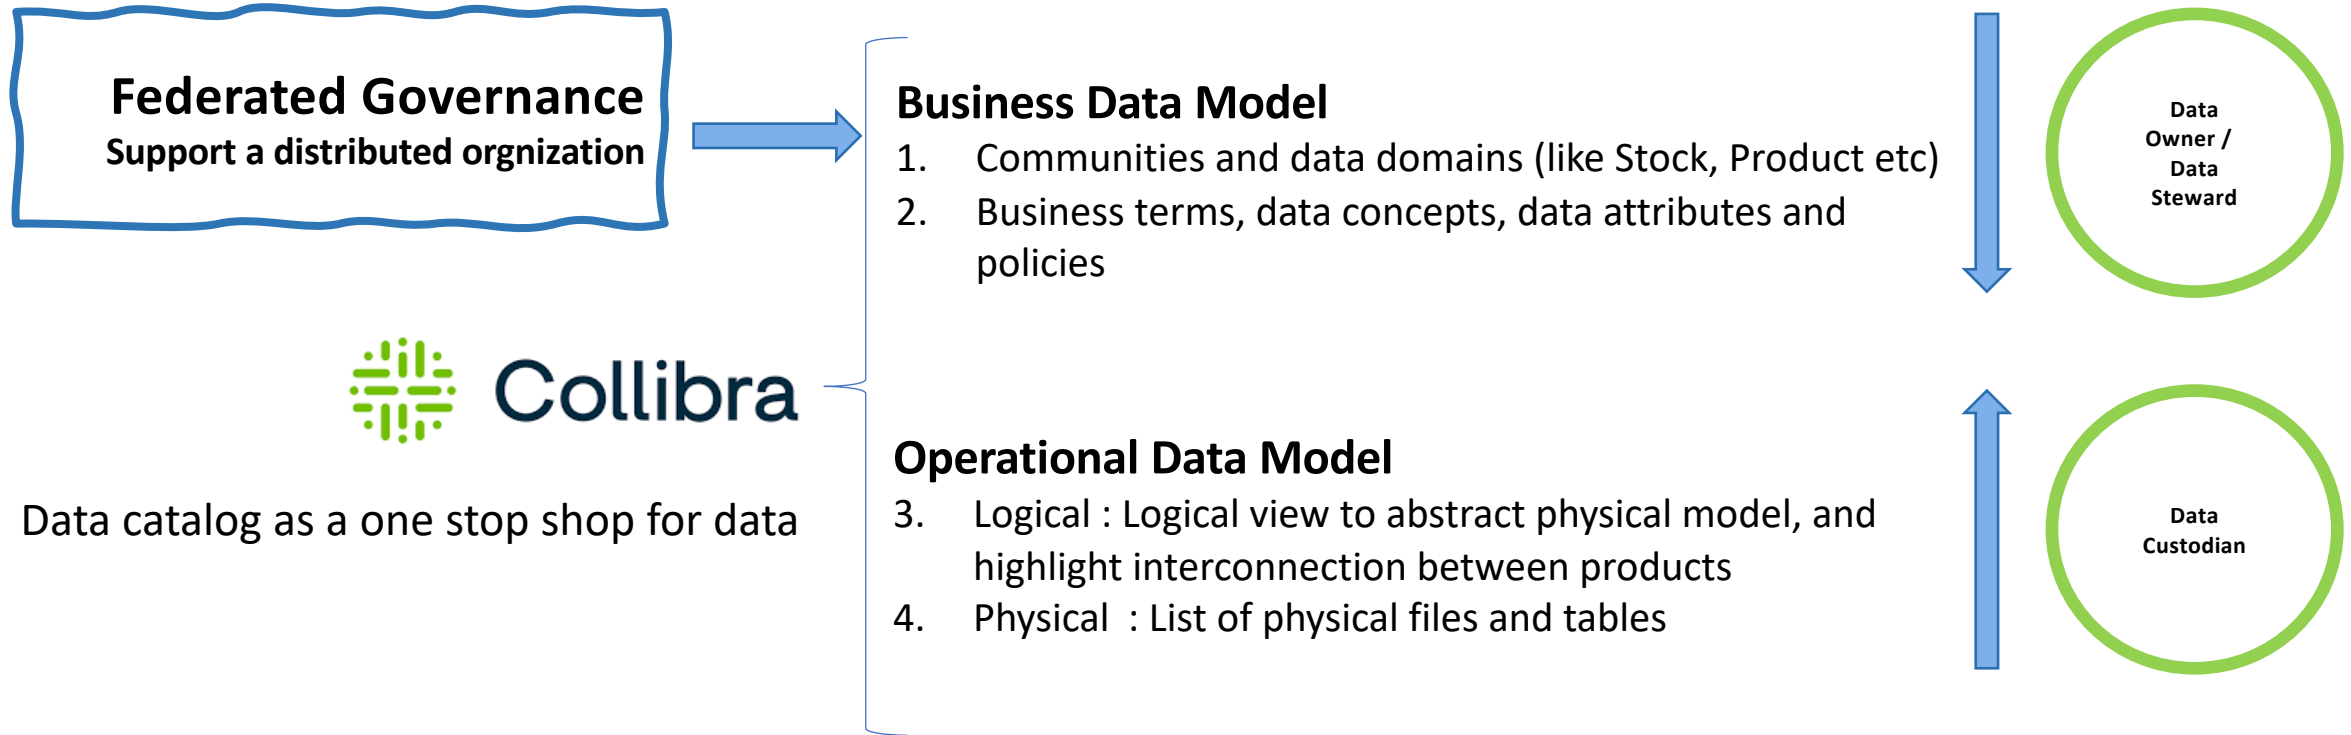 Federated Governance
Support a distributed orgnization
Collibra
Data catalog as a one stop shop for data
Business Data Model
1. Communities and data domains (like Stock, Product etc)
2. Business terms, data concepts, data attributes and
policies
Operational Data Model
3. Logical : Logical view to abstract physical model, and
highlight interconnection between products
4. Physical : List of physical files and tables
Data
Owner /
Data
Steward
Data
Custodian